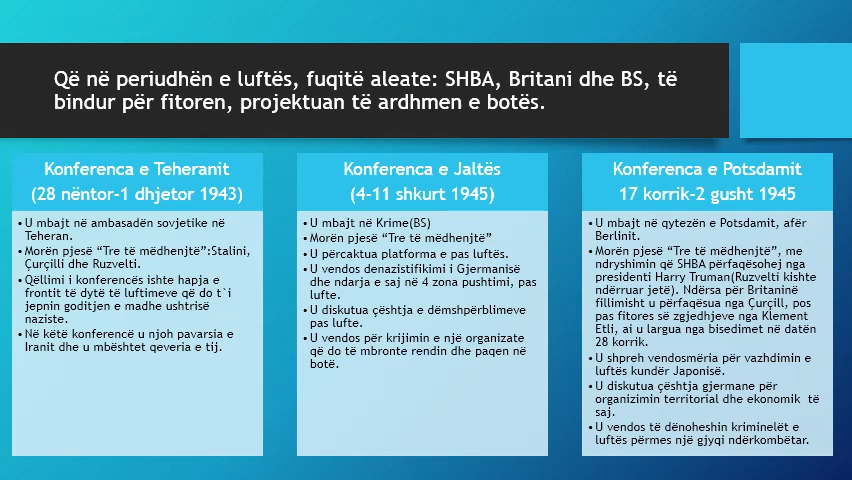 Që në periudhën e luftës, fuqitë aleate: SHBA, Britani dhe BS, të
bindur për fitoren, projektuan të ardhmen e botës.
Konferenca e Teheranit
(28 nëntor-1 dhjetor 1943)
•U mbajt në ambasadën sovjetike në
Teheran.
•Morën pjesë “Tre të mëdhenjtë”:Stalini,
Çurçilli dhe Ruzvelti.
•Qëllimi i konferencës ishte hapja e
frontit të dytë të luftimeve që do t`i
jepnin goditjen e madhe ushtrisë
naziste.
•Në këtë konferencë u njoh pavarsia e
Iranit dhe u mbështet qeveria e tij.
Konferenca e Jaltës
(4-11 shkurt 1945)
•U mbajt në Krime(BS)
•Morën pjesë “Tre të mëdhenjtë”
•U përcaktua platforma e pas luftës.
•U vendos denazistifikimi i Gjermanisë
dhe ndarja e saj në 4 zona pushtimi, pas
lufte.
•U diskutua çështja e dëmshpërblimeve
pas lufte.
•U vendos për krijimin e një organizate
që do të mbronte rendin dhe paqen në
botë.
Konferenca e Potsdamit
17 korrik-2 gusht 1945
•U mbajt në qytezën e Potsdamit, afër
Berlinit.
•Morën pjesë “Tre të mëdhenjtë”, me
ndryshimin që SHBA përfaqësohej nga
presidenti Harry Truman(Ruzvelti kishte
ndërruar jetë). Ndërsa për Britaninë
fillimisht u përfaqësua nga Çurçill, pos
pas fitores së zgjedhjeve nga Klement
Etli, ai u largua nga bisedimet në datën
28 korrik.
•U shpreh vendosmëria për vazhdimin e
luftës kundër Japonisë.
•U diskutua çështja gjermane për
organizimin territorial dhe ekonomik të
saj.
•U vendos të dënoheshin kriminelët e
luftës përmes një gjyqi ndërkombëtar.